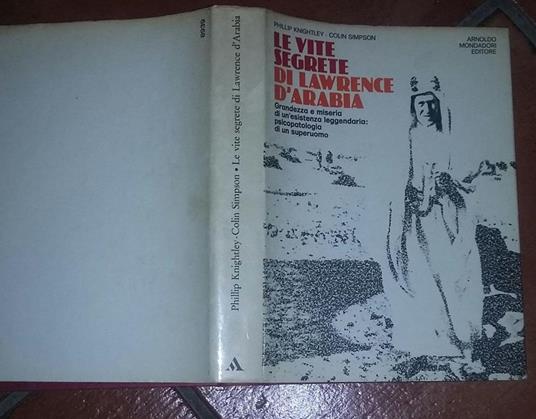 PHILLIP KNIGHTLEY · COLIN SIMPSON
ARNOLDO
MONDADORI
EDITORE
LE VITE
SEGRETE
DI LAWRENCE
D'ARABIA
Grandezza e miseria
di un'esistenza leggendaria:
psicopatologia
di un superuomo
Phillip Knightley · Colin Simpson • Le vite segrete di Lawrence d'Arabia